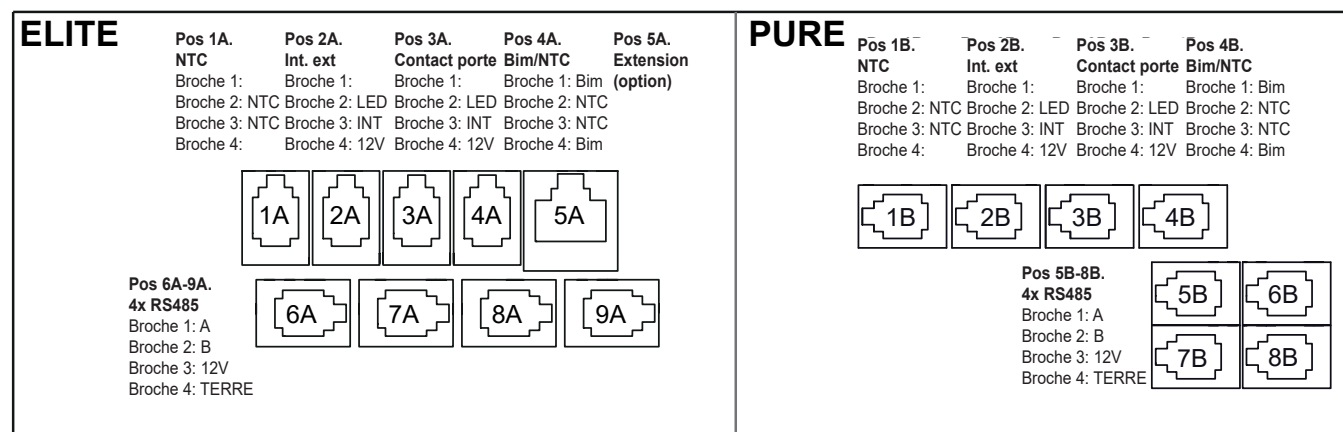 ELITE
Pos 1A. Pos 2A. Pos 3A. Pos 4A. Pos 5A.
NTC Int. ext Contact porte Bim/NTC Extension
Broche 1: Broche 1: Broche 1: Broche 1: Bim (option)
Broche 2: NTC Broche 2: LED Broche 2: LED Broche 2: NTC
Broche 3: NTC Broche 3: INT Broche 3: INT Broche 3: NTC
Broche 4: Broche 4: 12V Broche 4: 12V Broche 4: Bim
1A 2A 3A 4A 5A
Pos 6A-9A.
4x RS485
Broche 1: A
Broche 2: B
Broche 3: 12V
Broche 4: TERRE
6A 7A 8A 9A
PURE
Pos 1B. Pos 2B. Pos 3B. Pos 4B.
NTC Int. ext Contact porte Bim/NTC
Broche 1: Broche 1: Broche 1: Broche 1: Bim
Broche 2: NTC Broche 2: LED Broche 2: LED Broche 2: NTC
Broche 3: NTC Broche 3: INT Broche 3: INT Broche 3: NTC
Broche 4: Broche 4: 12V Broche 4: 12V Broche 4: Bim
1B 2B 3B 4B
Pos 5B-8B.
4x RS485
Broche 1: A
Broche 2: B
Broche 3: 12V
Broche 4: TERRE
5B 6B
7B 8B